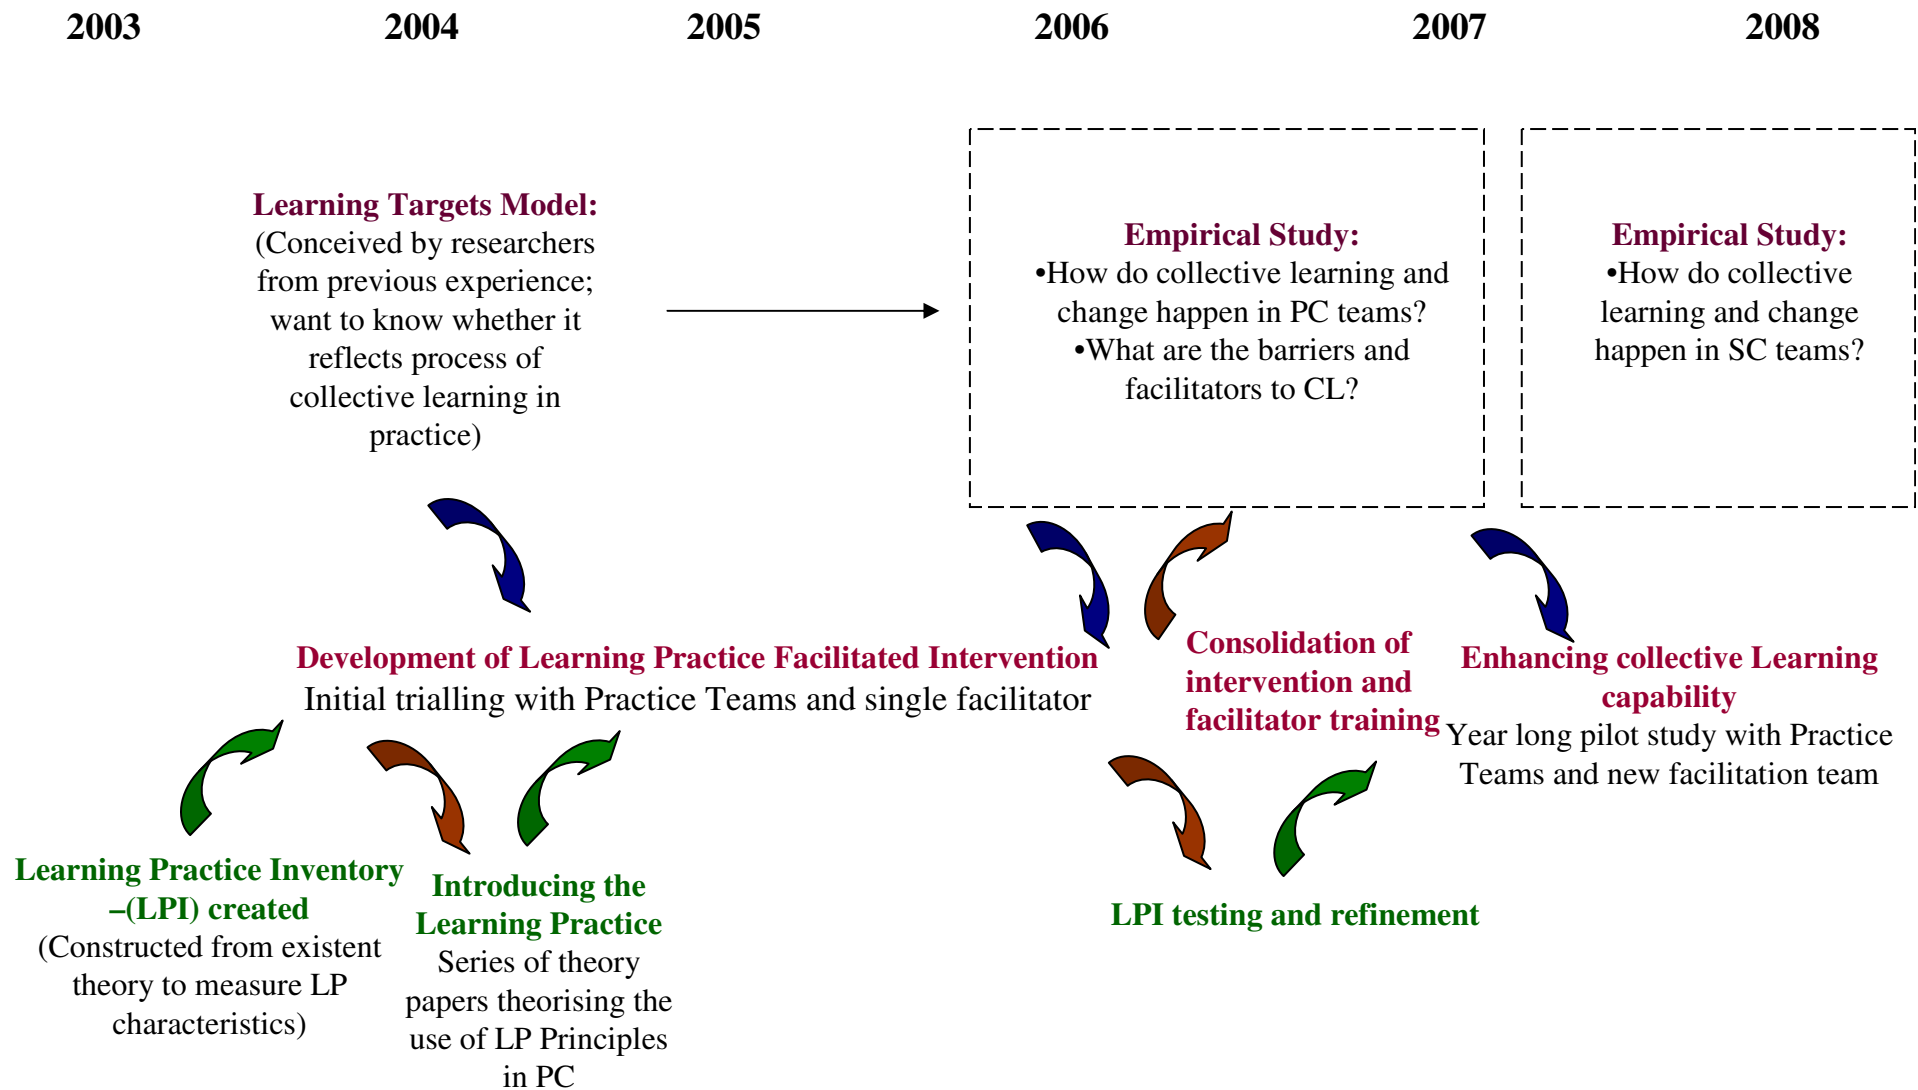 2003 2004 2005 2006 2007 2008
Learning Targets Model:
(Conceived by researchers
from previous experience;
want to know whether it
reflects process of
collective learning in
practice)
Empirical Study:
•How do collective learning and
change happen in PC teams?
•What are the barriers and
facilitators to CL?
Empirical Study:
•How do collective
learning and change
happen in SC teams?
Development of Learning Practice Facilitated Intervention
Initial trialling with Practice Teams and single facilitator
Consolidation of
intervention and
facilitator training
Enhancing collective Learning
capability
Year long pilot study with Practice
Teams and new facilitation team
Learning Practice Inventory
–(LPI) created
(Constructed from existent
theory to measure LP
characteristics)
Introducing the
Learning Practice
Series of theory
papers theorising the
use of LP Principles
in PC
LPI testing and refinement